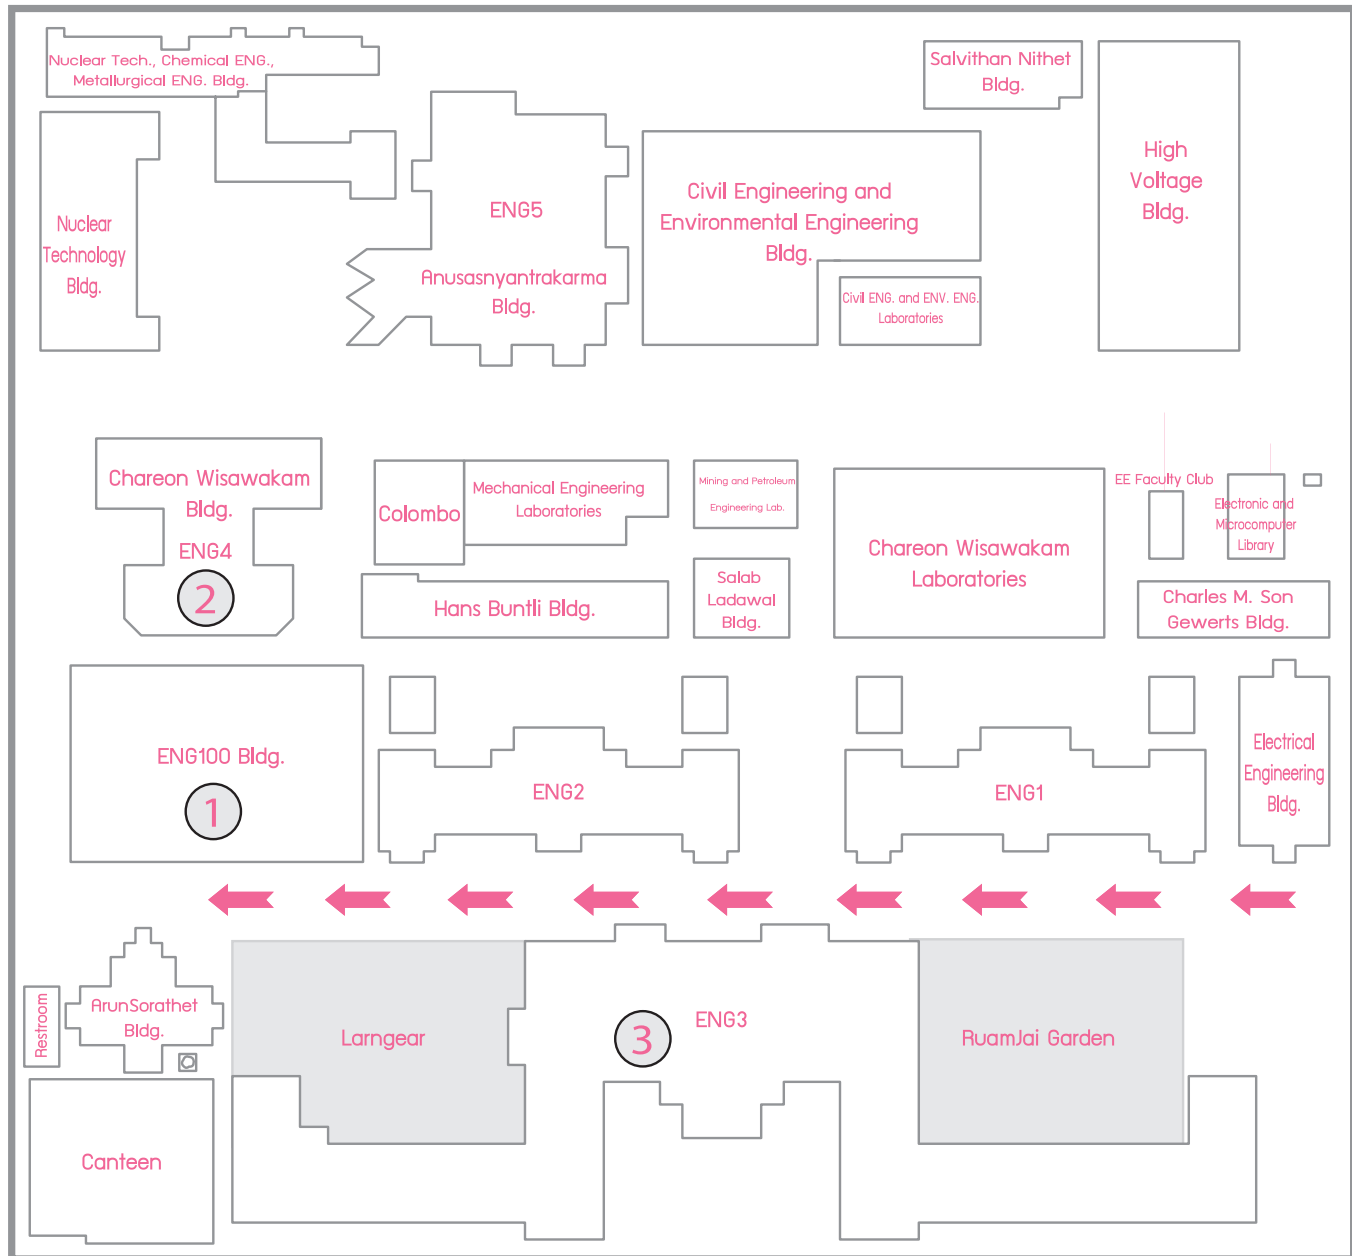 Nuclear Tech., Chemical ENG.,
Metallurgical ENG. Bldg.
Salvithan Nithet
Bldg.
High
Voltage
Bldg.
Nuclear
Technology
Bldg.
ENG5
Anusasnyantrakarma
Bldg.
Civil Engineering and
Environmental Engineering
Bldg.
Civil ENG. and ENV. ENG.
Laboratories
Chareon Wisawakam
Bldg.
ENG4
2
Colombo
Mechanical Engineering
Laboratories
Mining and Petroleum
Engineering Lab.
Hans Buntli Bldg.
Salab
Ladawal
Bldg.
Chareon Wisawakam
Laboratories
EE Faculty Club
Electronic and
Microcomputer
Library
Charles M. Son
Gewerts Bldg.
ENG100 Bldg.
1
ENG2
ENG1
Electrical
Engineering
Bldg.
Restroom
ArunSorathet
Bldg.
Larngear
3
ENG3
RuamJai Garden
Canteen